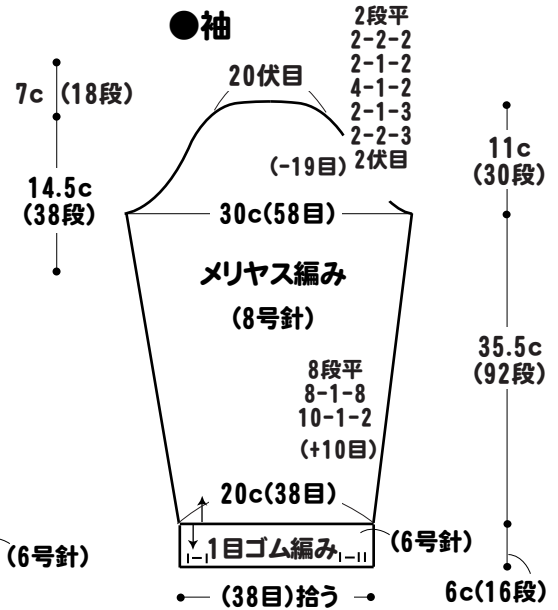 ●袖
2段平
2-2-2
2-1-2
4-1-2
2-1-3
2-2-3
2伏目
20伏目
(-19目)
7c (18段)
14.5c
(38段)
11c
(30段)
30c(58目)
メリヤス編み
(8号針)
35.5c
(92段)
8段平
8-1-8
10-1-2
(+10目)
20c(38目)
1目ゴム編み
(6号針)
(6号針)
6c(16段)
(38目)拾う